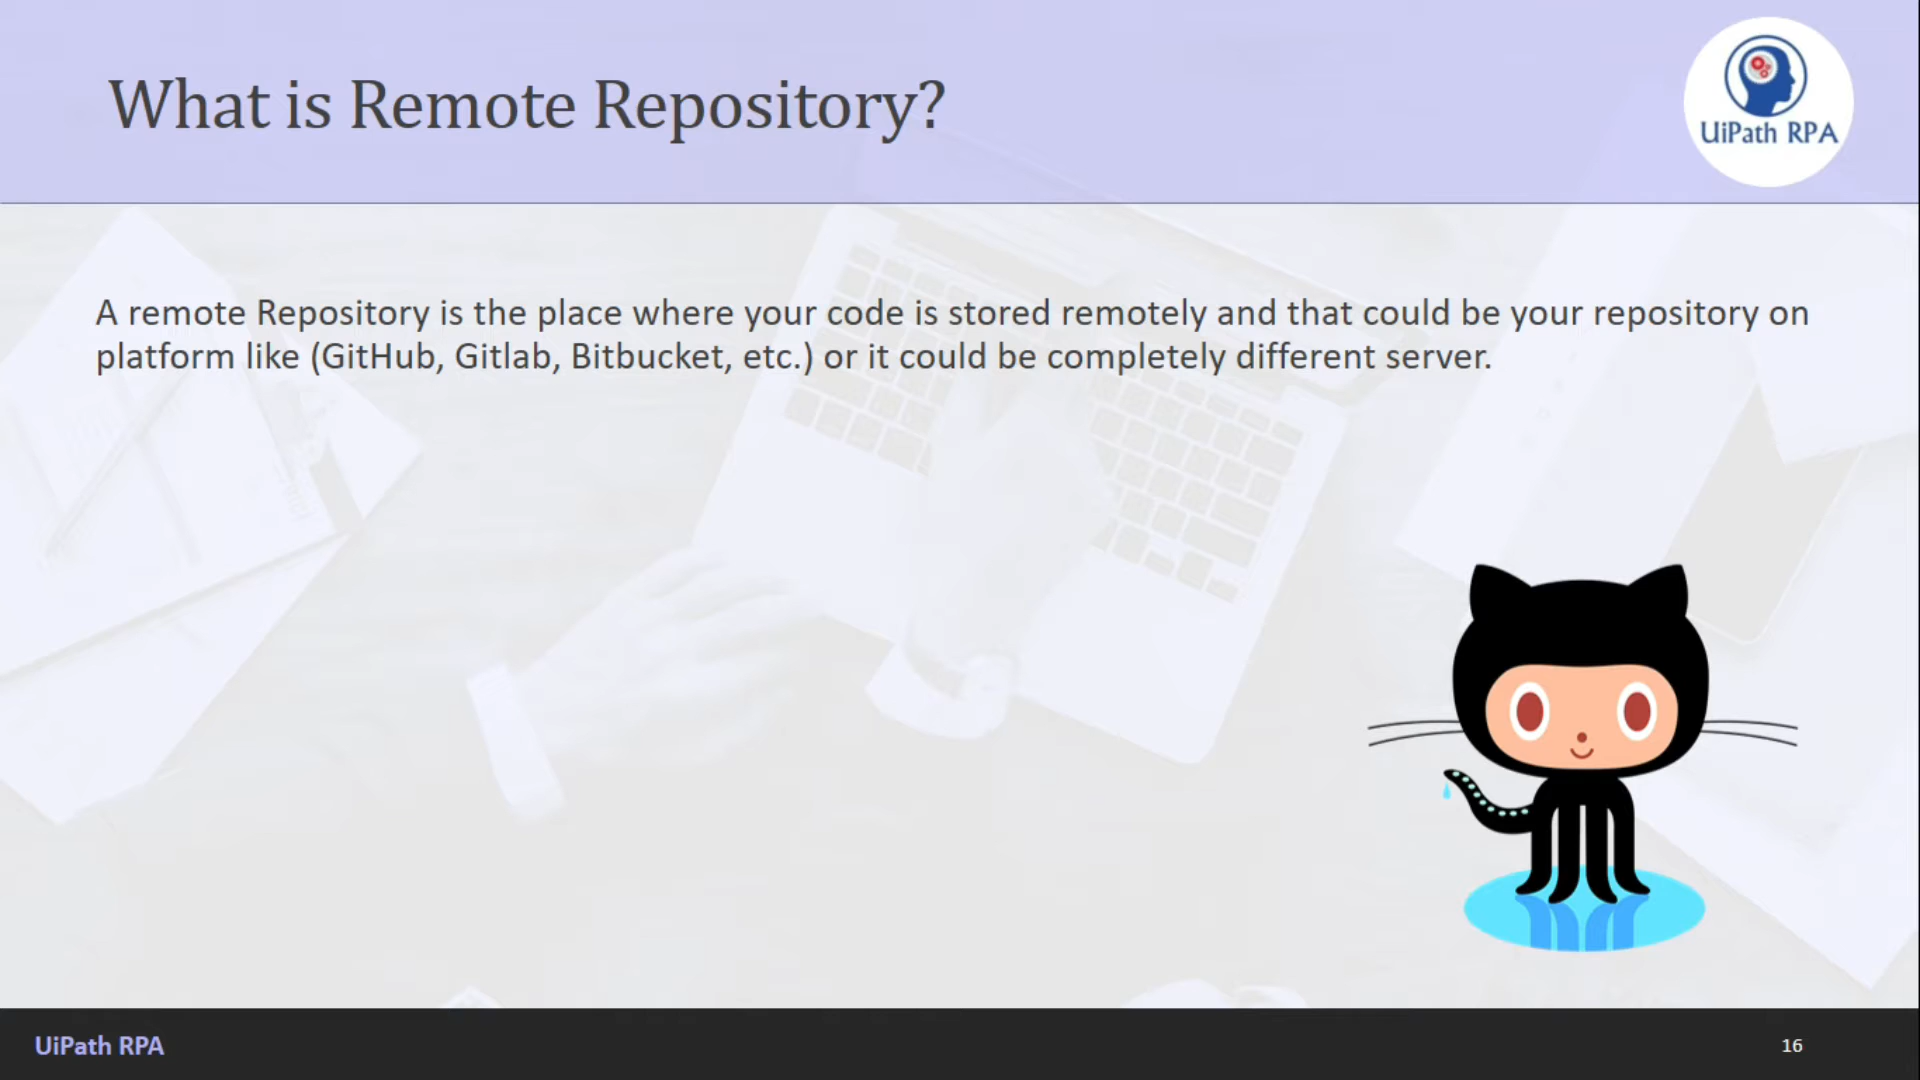 What is Remote Repository?
UiPath RPA
A remote Repository is the place where your code is stored remotely and that could be your repository on
platform like (GitHub, Gitlab, Bitbucket, etc.) or it could be completely different server.
UiPath RPA
16